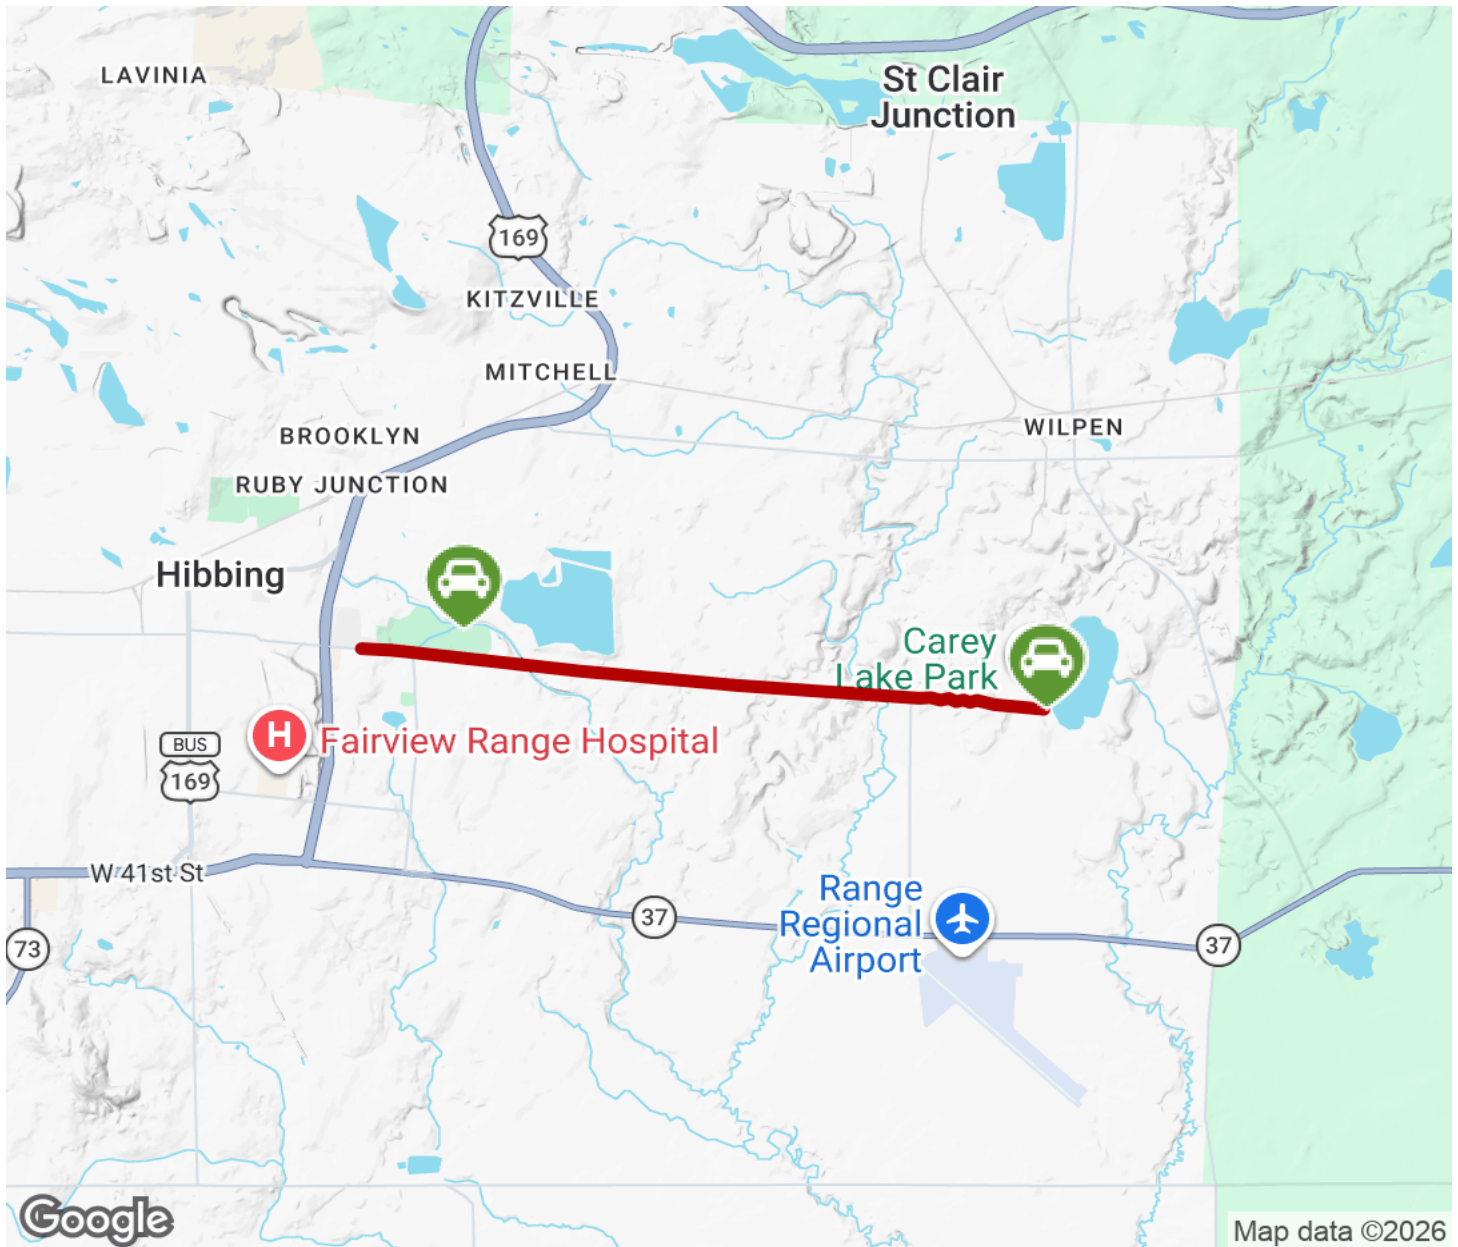 LAVINIA
St Clair
Junction
169
KITZVILLE
MITCHELL
BROOKLYN
WILPEN
RUBY JUNCTION
Hibbing
Carey
Lake Park
H
Fairview Range Hospital
BUS
169
W 41st St
Range
Regional
Airport
37
37
73
Google
Map data ©2026